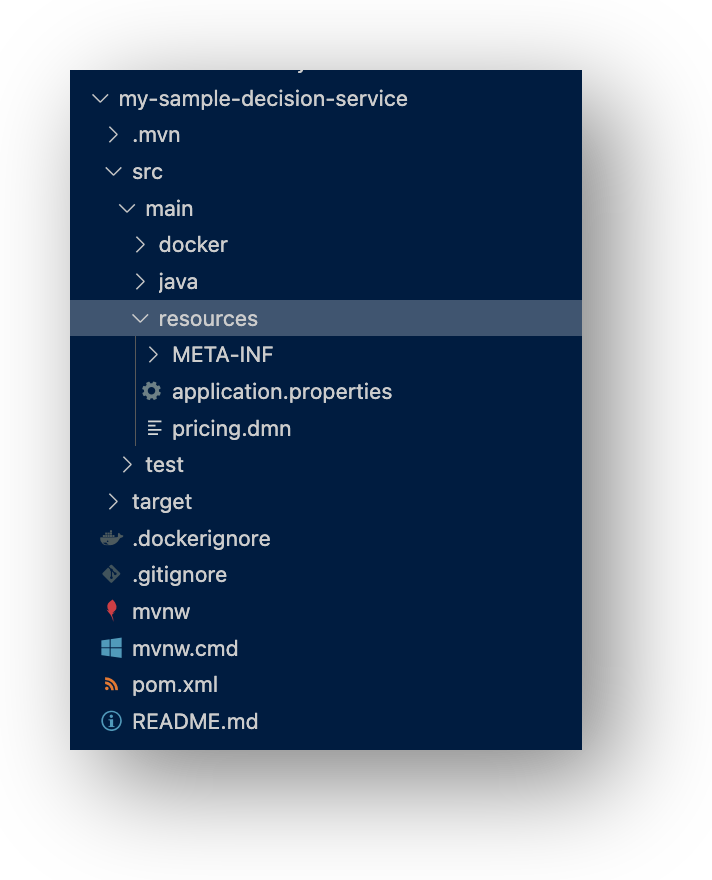 my-sample-decision-service
.mvn
src
main
docker
java
resources
META-INF
application.properties
pricing.dmn
test
target
.dockerignore
.gitignore
mvnw
mvnw.cmd
pom.xml
README.md